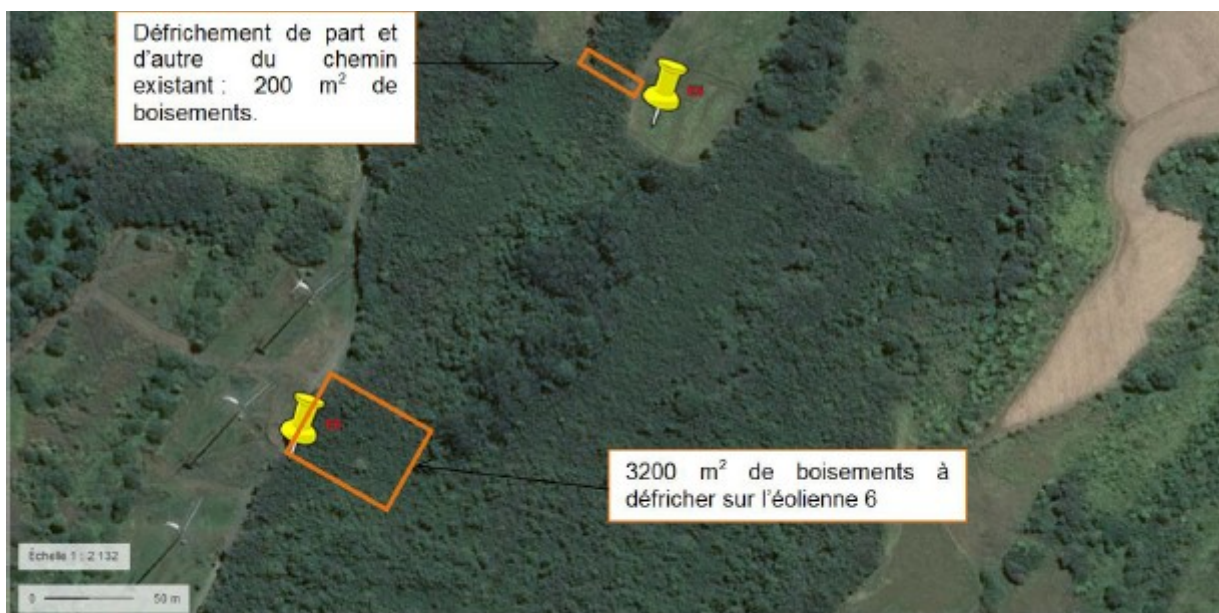 Défrichement de part et
d'autre du chemin
existant : 200 m² de
boisements.
3200 m² de boisements à
défricher sur l'éolienne 6
Échelle 1 : 2 132
0 50 m